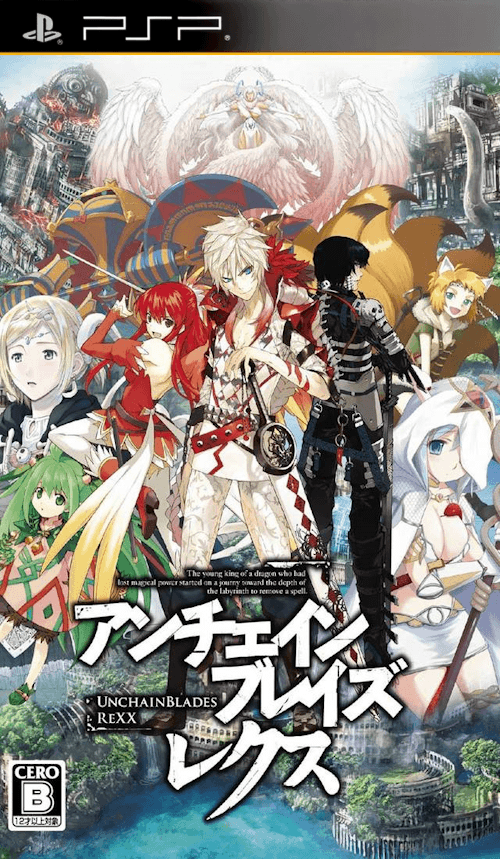 PSP
The young king of a dragon who had
lost magical power started on a journy toward the depth of
the labyrinth to remove a spell.
アンチェイン
ブレイズ
レクス
UNCHAINBLADES
REXX
CERO
B
12才以上対象